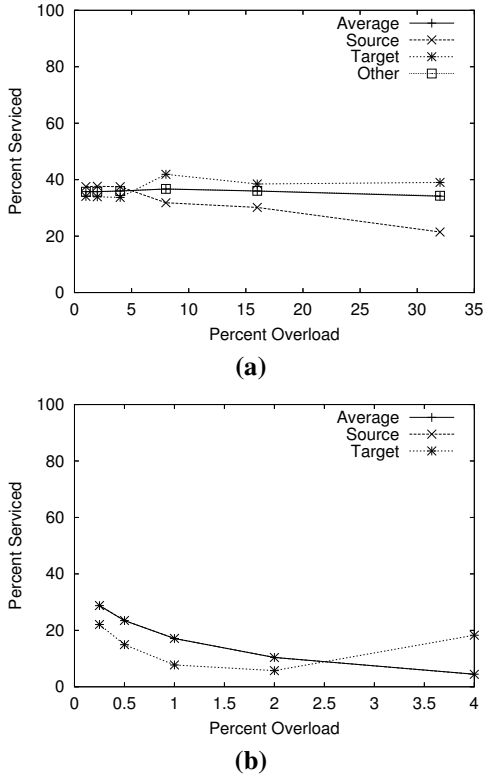 100
80
60
40
20
0
Percent Serviced
Average
Source
Target
Other
0 5 10 15 20 25 30 35
Percent Overload
(a)
100
80
60
40
20
0
Percent Serviced
Average
Source
Target
0 0.5 1 1.5 2 2.5 3 3.5 4
Percent Overload
(b)